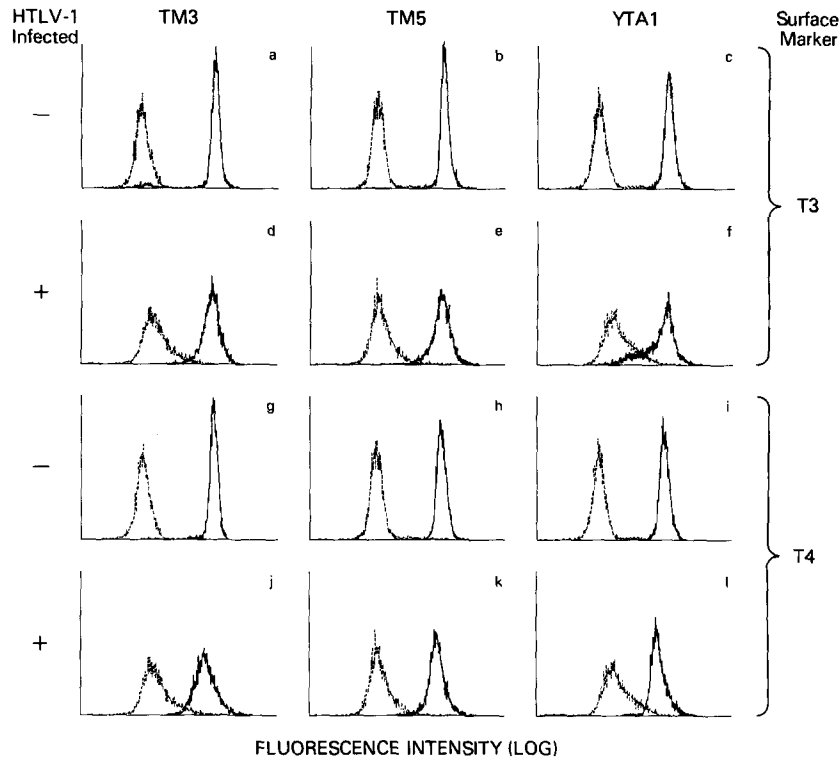 HTLV-1 Infected
TM3
TM5
YTA1
Surface Marker
a
b
c
−
T3
d
e
f
+
g
h
i
−
T4
j
k
l
+
FLUORESCENCE INTENSITY (LOG)